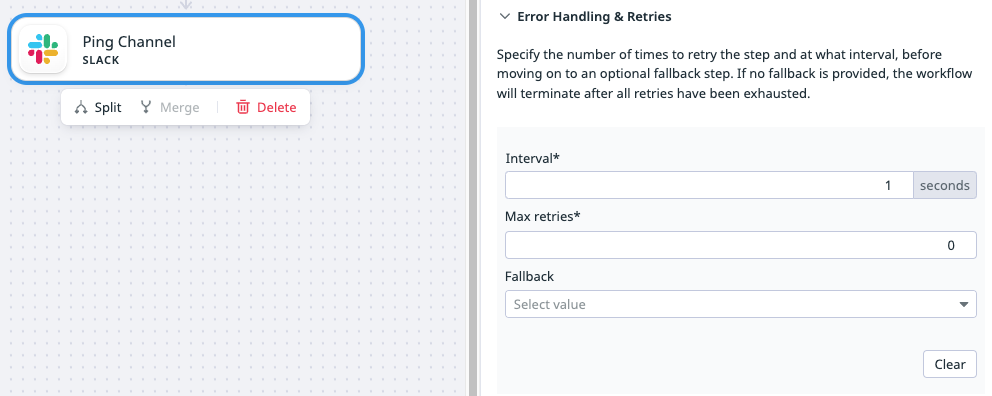 Ping Channel
SLACK
Split
Merge
Delete
Error Handling & Retries
Specify the number of times to retry the step and at what interval, before
moving on to an optional fallback step. If no fallback is provided, the workflow
will terminate after all retries have been exhausted.
Interval*
1 seconds
Max retries*
0
Fallback
Select value
Clear